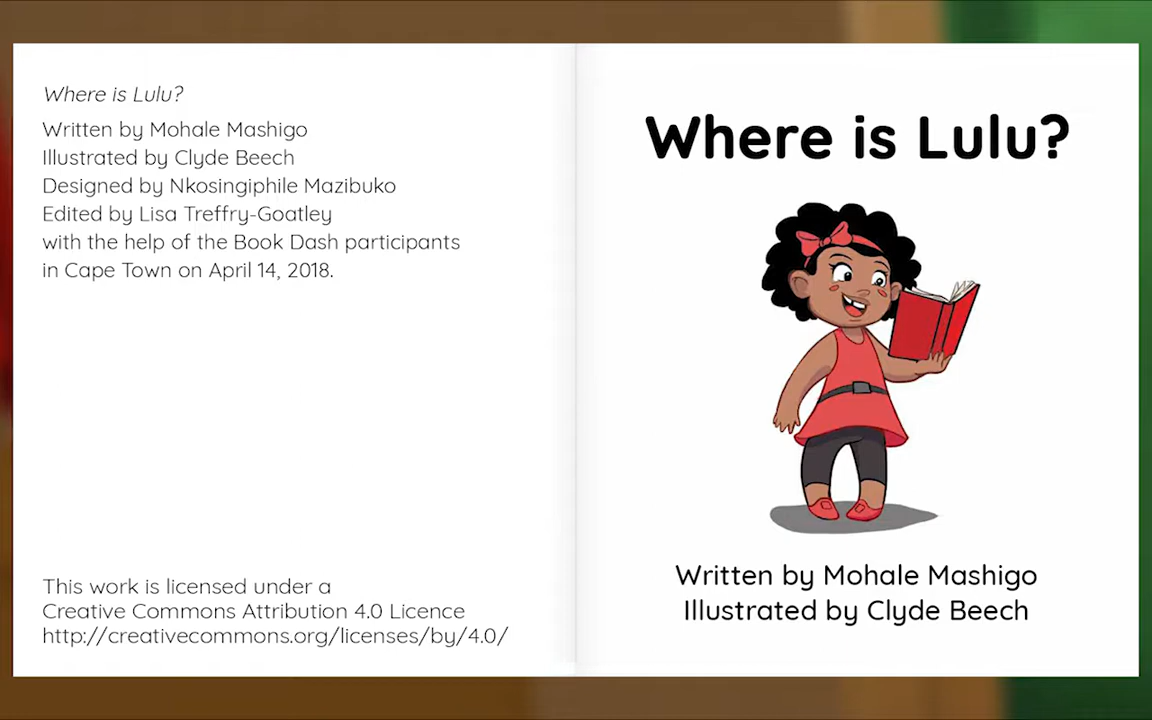 Where is Lulu?
Written by Mohale Mashigo
Illustrated by Clyde Beech
Designed by Nkosingiphile Mazibuko
Edited by Lisa Treffry-Goatley
with the help of the Book Dash participants
in Cape Town on April 14, 2018.
This work is licensed under a
Creative Commons Attribution 4.0 Licence
http://creativecommons.org/licenses/by/4.0/
Where is Lulu?
Written by Mohale Mashigo
Illustrated by Clyde Beech